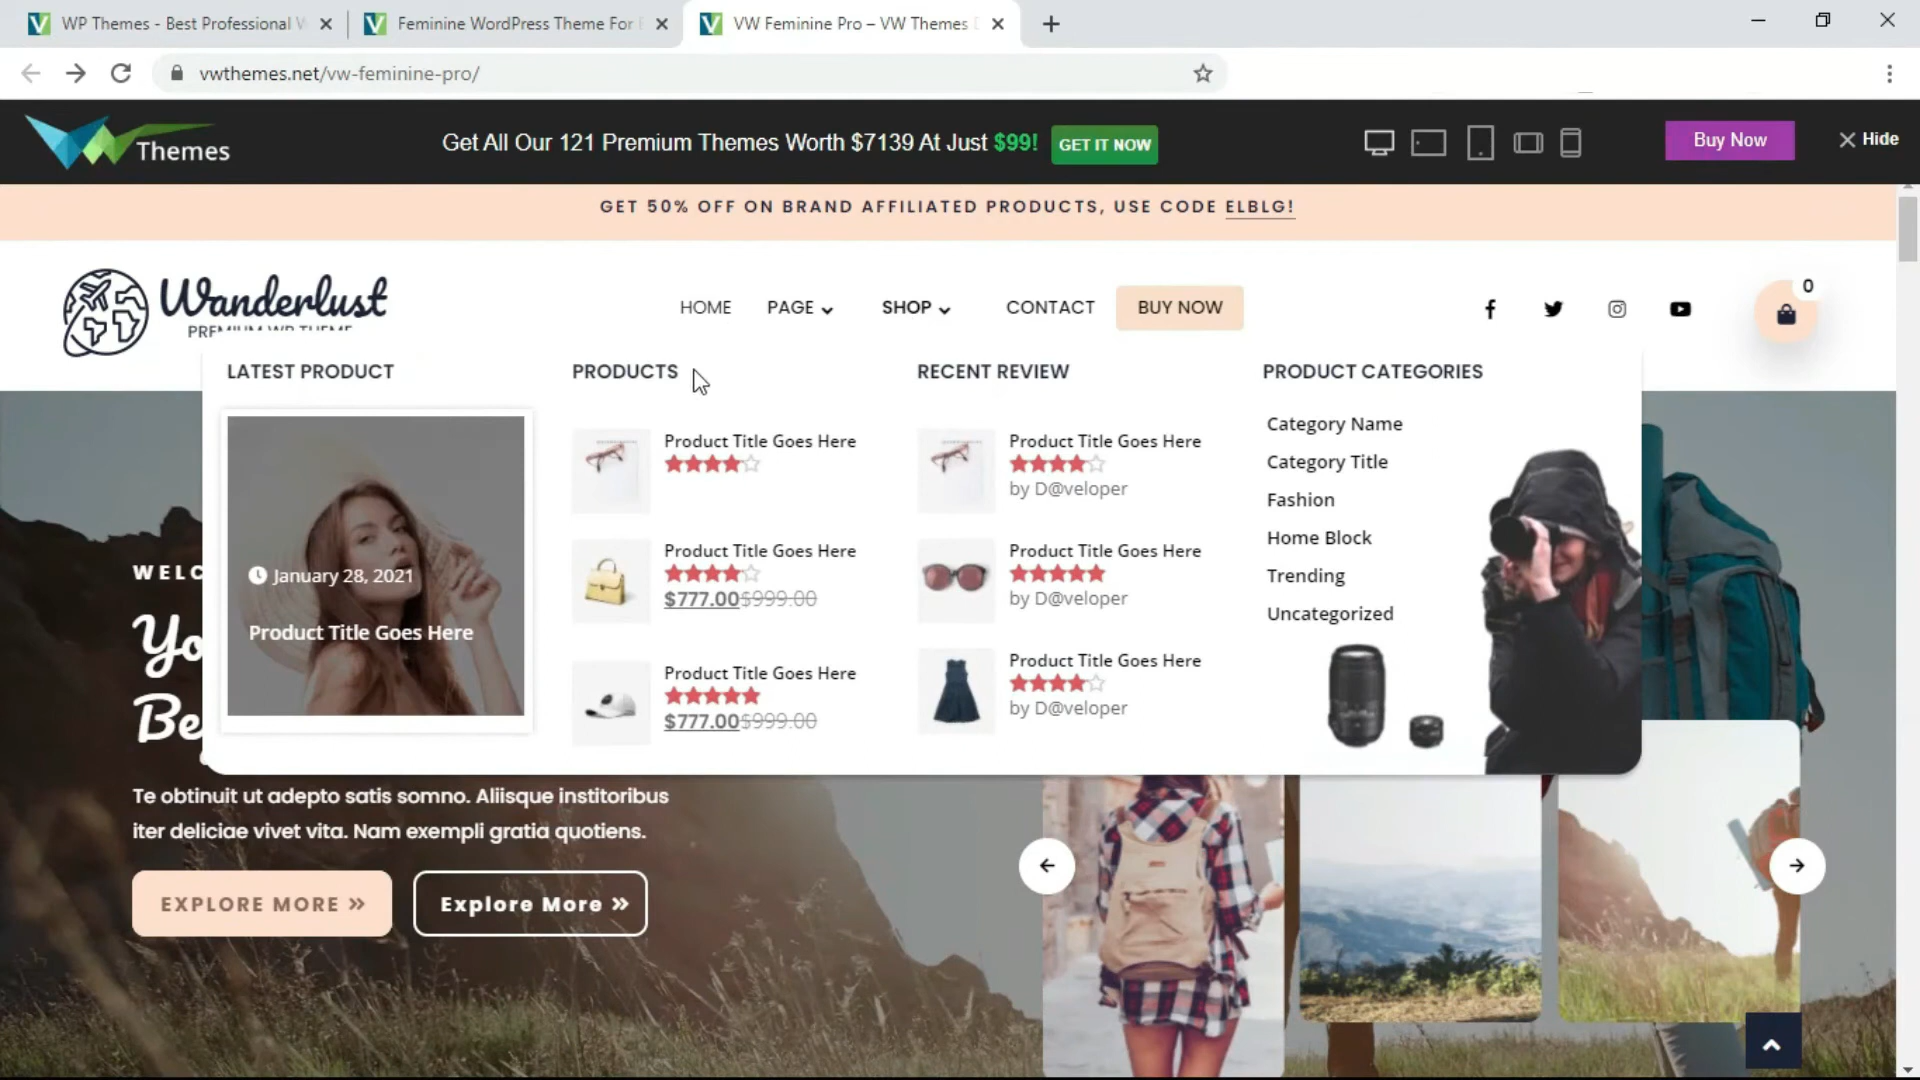 WP Themes - Best Professional W
Feminine WordPress Theme For
VW Feminine Pro – VW Themes
vwthemes.net/vw-feminine-pro/
Themes
Get All Our 121 Premium Themes Worth $7139 At Just $99!
GET IT NOW
Buy Now
Hide
GET 50% OFF ON BRAND AFFILIATED PRODUCTS, USE CODE ELBLG!
Wanderlust
PREMIUM WP THEME
HOME
PAGE
SHOP
CONTACT
BUY NOW
0
LATEST PRODUCT
January 28, 2021
Product Title Goes Here
PRODUCTS
Product Title Goes Here
Product Title Goes Here
$777.00$999.00
Product Title Goes Here
$777.00$999.00
RECENT REVIEW
Product Title Goes Here
by D@veloper
Product Title Goes Here
by D@veloper
Product Title Goes Here
by D@veloper
PRODUCT CATEGORIES
Category Name
Category Title
Fashion
Home Block
Trending
Uncategorized
WELC
Yo
Be
Te obtinuit ut adepto satis somno. Aliisque institoribus
iter deliciae vivet vita. Nam exempli gratia quotiens.
EXPLORE MORE »
Explore More »